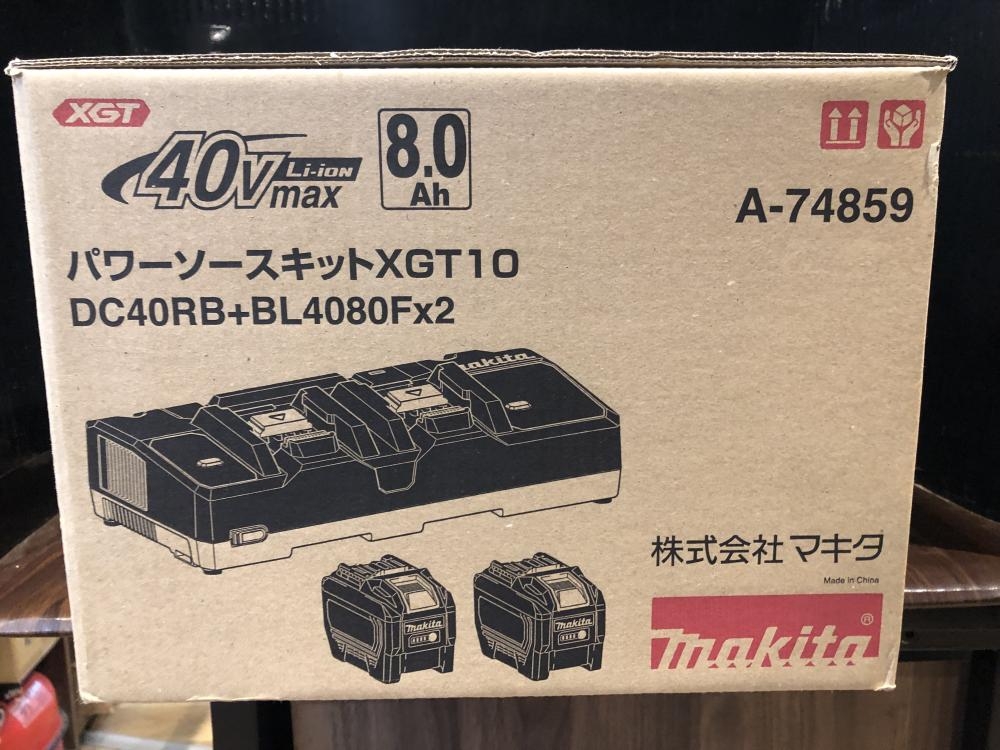 XGT
40Vmax Li-ion
8.0
Ah
A-74859
パワーソースキットXGT10
DC40RB+BL4080Fx2
makita
makita
makita
株式会社マキタ
Made in China
makita®